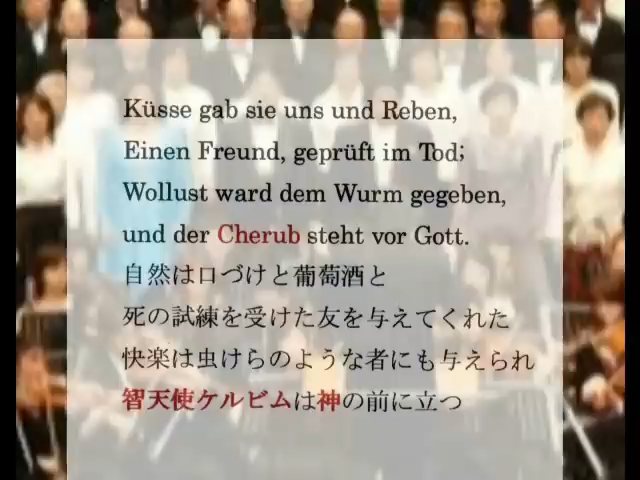 Küsse gab sie uns und Reben,
Einen Freund, geprüft im Tod;
Wollust ward dem Wurm gegeben,
und der Cherub steht vor Gott.
自然は口づけと葡萄酒と
死の試練を受けた友を与えてくれた
快楽は虫けらのような者にも与えられ
智天使ケルビムは神の前に立つ